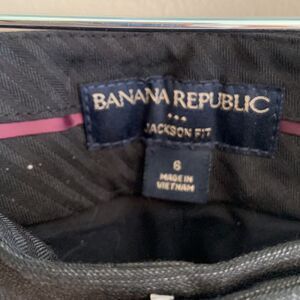 BANANA REPUBLIC
JACKSON FIT
6
MADE IN
VIETNAM